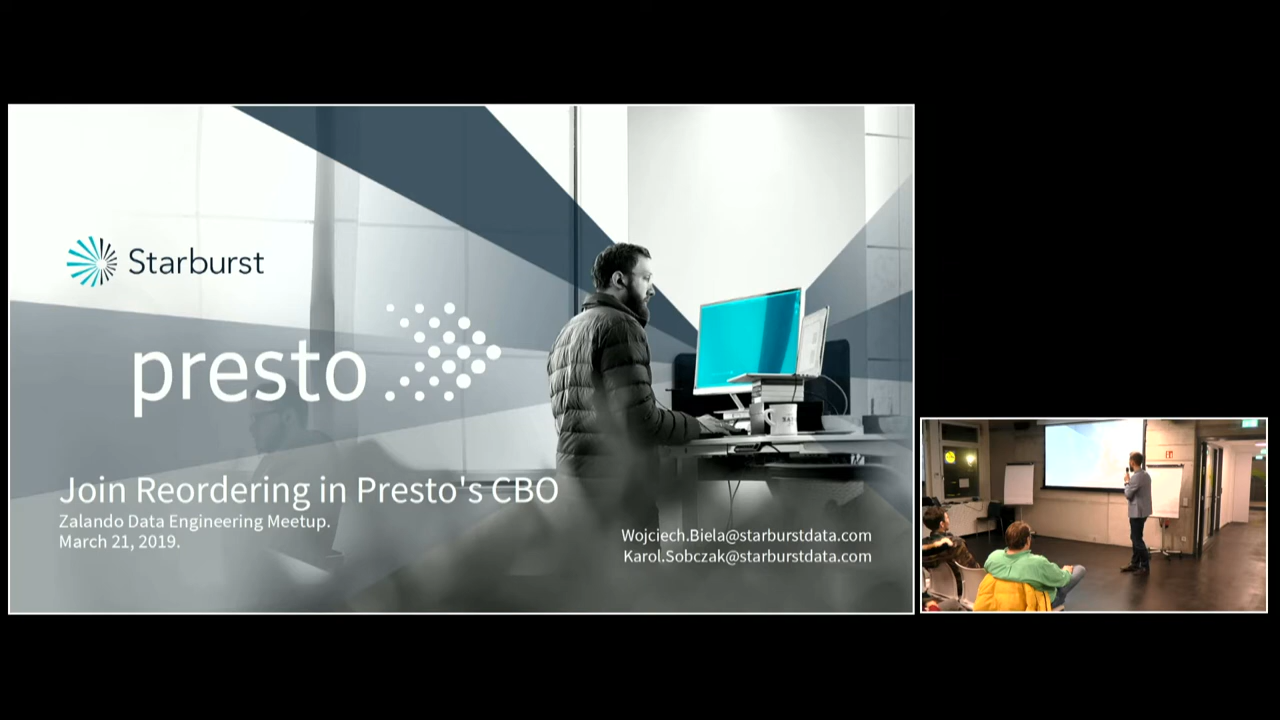 Starburst
presto
Join Reordering in Presto's CBO
Zalando Data Engineering Meetup.
March 21, 2019.
Wojciech.Biela@starburstdata.com
Karol.Sobczak@starburstdata.com